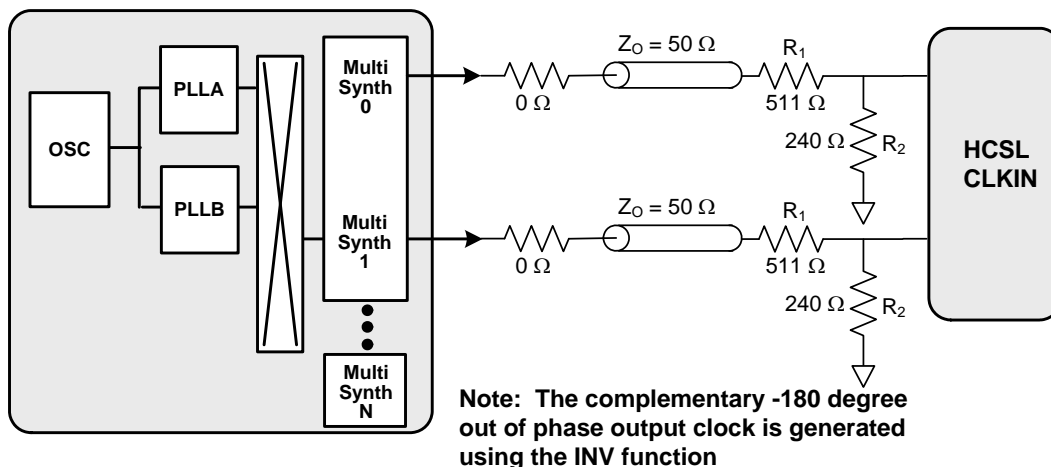 OSC
PLLA
PLLB
Multi
Synth
0
Multi
Synth
1
Multi
Synth
N
0 Ω
Z_O = 50 Ω
R_1
511 Ω
240 Ω
R_2
0 Ω
Z_O = 50 Ω
R_1
511 Ω
240 Ω
R_2
HCSL
CLKIN
Note: The complementary -180 degree
out of phase output clock is generated
using the INV function